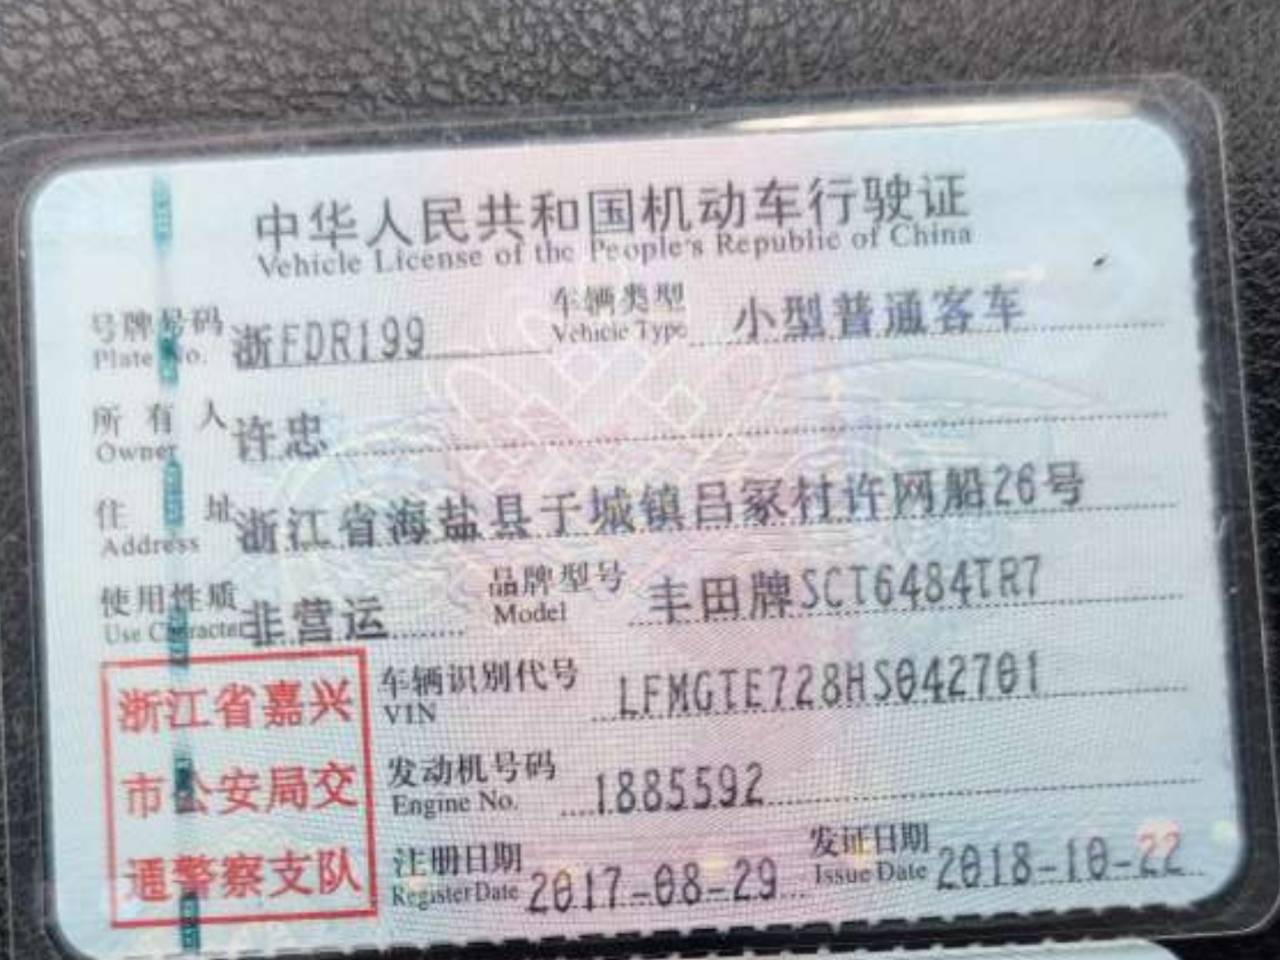 中华人民共和国机动车行驶证
Vehicle License of the People's Republic of China
号牌号码 浙FDR199 车辆类型 小型普通客车
Plate No. Vehicle Type
所有人 许忠
Owner
住址 浙江省海盐县于城镇吕冢村许网船26号
Address
使用性质 非营运 品牌型号 丰田牌SCT6484TR7
Use Character Model
浙江省嘉兴
市公安局交
通警察支队
车辆识别代号 LFMGTE728HS042701
VIN
发动机号码 1885592
Engine No.
注册日期 2017-08-29 发证日期 2018-10-22
Register Date Issue Date